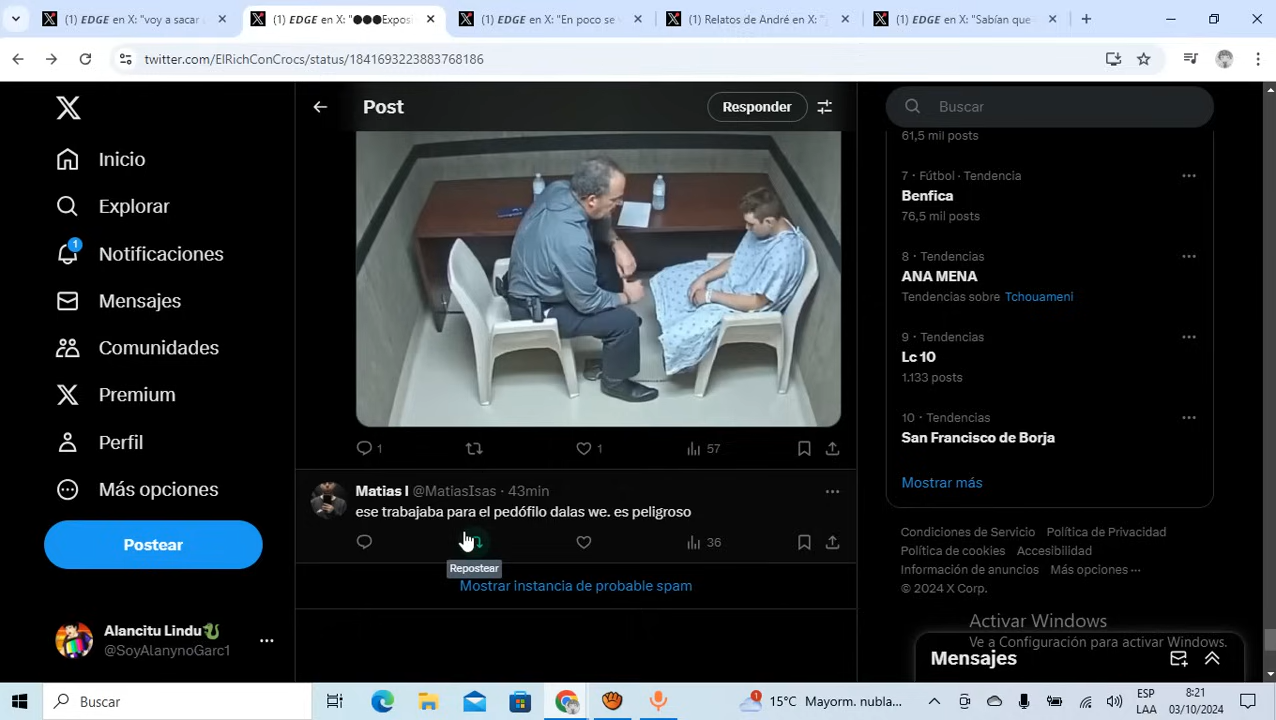 (1) EDGE en X: "voy a sacar
(1) EDGE en X: "●●●Expos
(1) EDGE en X: "En poco se
(1) Relatos de André en X: "
(1) EDGE en X: "Sabían que
twitter.com/ElRichConCrocs/status/1841693223883768186
Inicio
Explorar
1
Notificaciones
Mensajes
Comunidades
Premium
Perfil
Más opciones
Postear
Alancitu Lindu
@SoyAlanynoGarc1
Post
Responder
1
1
57
Matias I @MatiasIsas · 43min
ese trabajaba para el pedófilo dalas we. es peligroso
36
Repostear
Mostrar instancia de probable spam
Buscar
61,5 mil posts
7 · Fútbol · Tendencia
Benfica
76,5 mil posts
8 · Tendencias
ANA MENA
Tendencias sobre Tchouameni
9 · Tendencias
Lc 10
1.133 posts
10 · Tendencias
San Francisco de Borja
Mostrar más
Condiciones de Servicio Política de Privacidad
Política de cookies Accesibilidad
Información de anuncios Más opciones ···
© 2024 X Corp.
Activar Windows
Ve a Configuración para activar Windows.
Mensajes
Buscar
1
15°C Mayorm. nubla...
ESP
LAA
8:21
03/10/2024